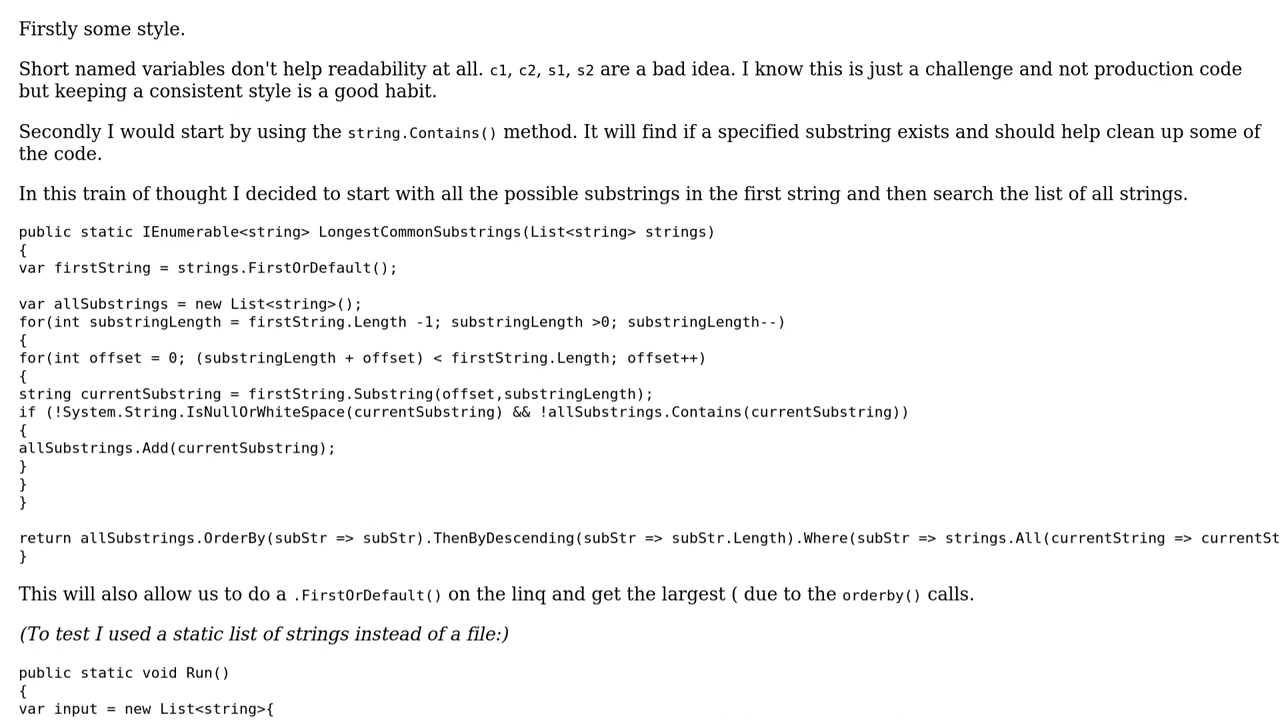 Firstly some style.
Short named variables don't help readability at all. c1, c2, s1, s2 are a bad idea. I know this is just a challenge and not production code
but keeping a consistent style is a good habit.
Secondly I would start by using the string.Contains() method. It will find if a specified substring exists and should help clean up some of
the code.
In this train of thought I decided to start with all the possible substrings in the first string and then search the list of all strings.
public static IEnumerable<string> LongestCommonSubstrings(List<string> strings)
{
var firstString = strings.FirstOrDefault();
var allSubstrings = new List<string>();
for(int substringLength = firstString.Length -1; substringLength >0; substringLength--)
{
for(int offset = 0; (substringLength + offset) < firstString.Length; offset++)
{
string currentSubstring = firstString.Substring(offset,substringLength);
if (!System.String.IsNullOrWhiteSpace(currentSubstring) && !allSubstrings.Contains(currentSubstring))
{
allSubstrings.Add(currentSubstring);
}
}
}
return allSubstrings.OrderBy(subStr => subStr).ThenByDescending(subStr => subStr.Length).Where(subStr => strings.All(currentString => currentSt
}
This will also allow us to do a .FirstOrDefault() on the linq and get the largest ( due to the orderby() calls.
(To test I used a static list of strings instead of a file:)
public static void Run()
{
var input = new List<string>{